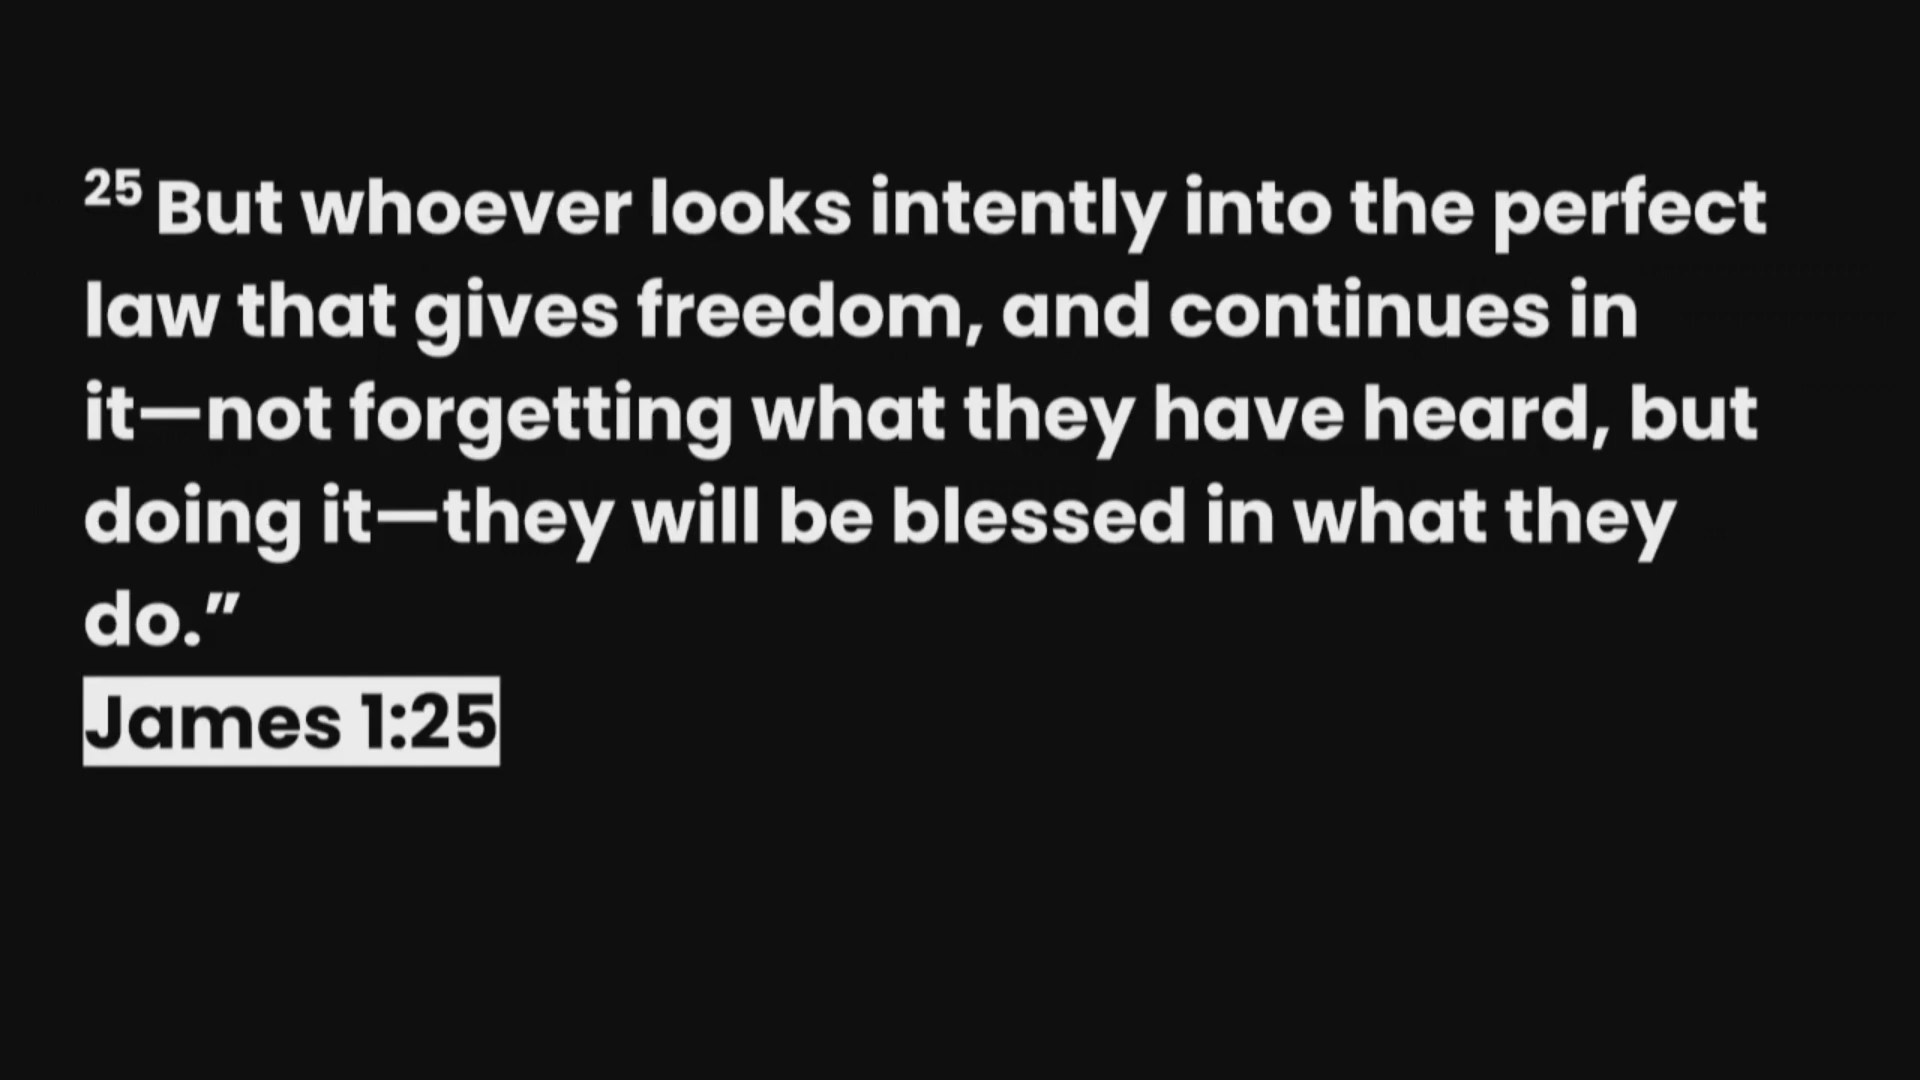 25 But whoever looks intently into the perfect
law that gives freedom, and continues in
it—not forgetting what they have heard, but
doing it—they will be blessed in what they
do.”
James 1:25